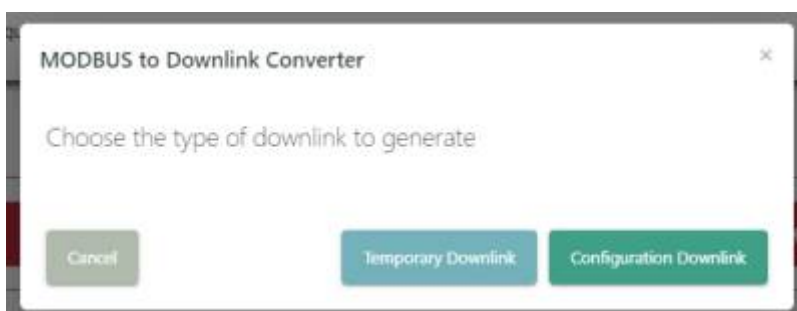 MODBUS to Downlink Converter ×
Choose the type of downlink to generate
Cancel Temporary Downlink Configuration Downlink